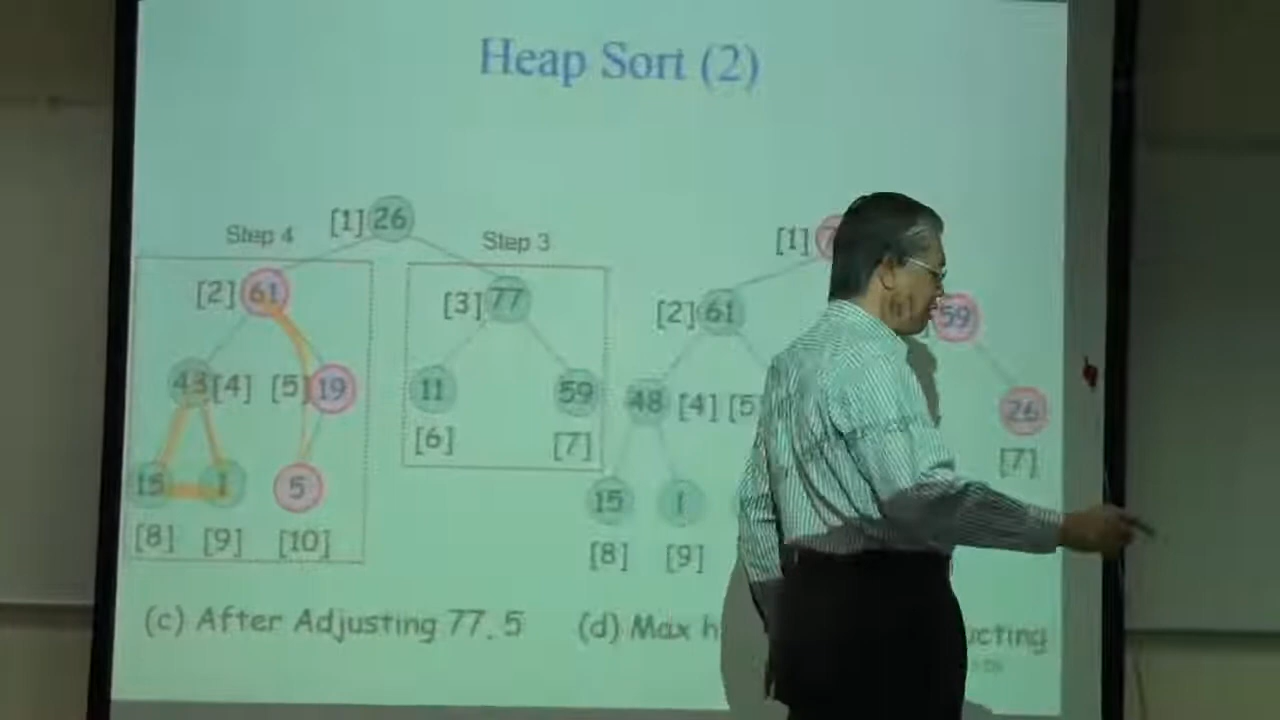 Heap Sort (2)
Step 4
[1] 26
Step 3
[2] 61
[3] 77
[4] [5] 19
11
59
[6]
[7]
15 1
5
[8] [9] [10]
(c) After Adjusting 77, 5
[1]
[2] 61
59
48 [4] [5
26
[7]
15 1
[8] [9]
(d) Max h
ucting